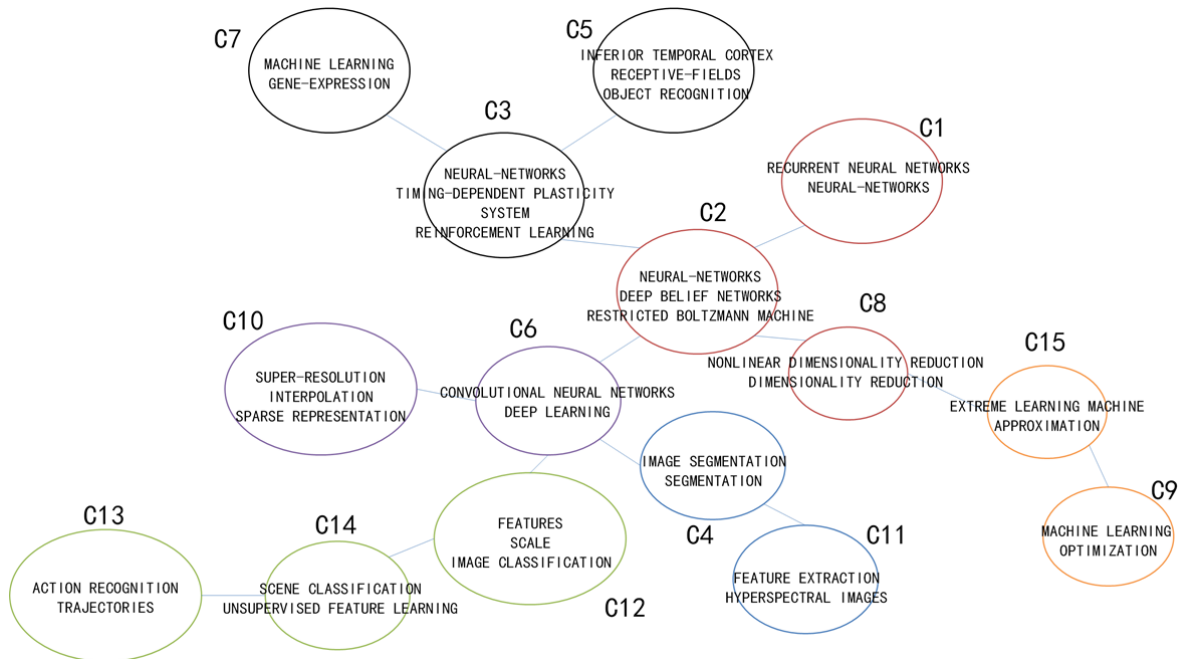 C7
MACHINE LEARNING
GENE-EXPRESSION
C5
INFERIOR TEMPORAL CORTEX
RECEPTIVE-FIELDS
OBJECT RECOGNITION
C3
NEURAL-NETWORKS
TIMING-DEPENDENT PLASTICITY
SYSTEM
REINFORCEMENT LEARNING
C1
RECURRENT NEURAL NETWORKS
NEURAL-NETWORKS
C2
NEURAL-NETWORKS
DEEP BELIEF NETWORKS
RESTRICTED BOLTZMANN MACHINE
C10
SUPER-RESOLUTION
INTERPOLATION
SPARSE REPRESENTATION
C6
CONVOLUTIONAL NEURAL NETWORKS
DEEP LEARNING
C8
NONLINEAR DIMENSIONALITY REDUCTION
DIMENSIONALITY REDUCTION
C15
EXTREME LEARNING MACHINE
APPROXIMATION
IMAGE SEGMENTATION
SEGMENTATION
C4
C9
MACHINE LEARNING
OPTIMIZATION
C13
ACTION RECOGNITION
TRAJECTORIES
C14
SCENE CLASSIFICATION
UNSUPERVISED FEATURE LEARNING
FEATURES
SCALE
IMAGE CLASSIFICATION
C12
C11
FEATURE EXTRACTION
HYPERSPECTRAL IMAGES